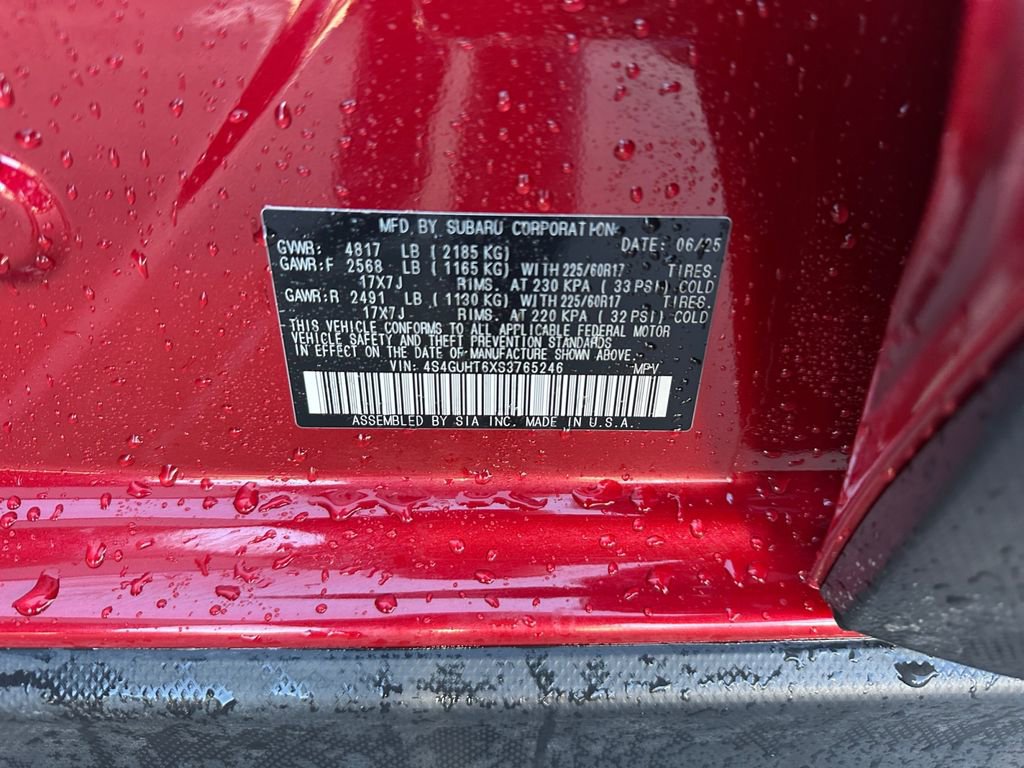 MFD. BY SUBARU CORPORATION
GVWR: 4817 LB (2185 KG) DATE: 06/25
GAWR:F 2568 LB (1165 KG) WITH 225/60R17 TIRES.
17X7J RIMS. AT 230 KPA (33 PSI) COLD
GAWR:R 2491 LB (1130 KG) WITH 225/60R17 TIRES.
17X7J RIMS. AT 220 KPA (32 PSI) COLD
THIS VEHICLE CONFORMS TO ALL APPLICABLE FEDERAL MOTOR
VEHICLE SAFETY AND THEFT PREVENTION STANDARDS
IN EFFECT ON THE DATE OF MANUFACTURE SHOWN ABOVE.
VIN: 4S4GUHT6XS3765246 MPV
ASSEMBLED BY SIA INC. MADE IN U.S.A.